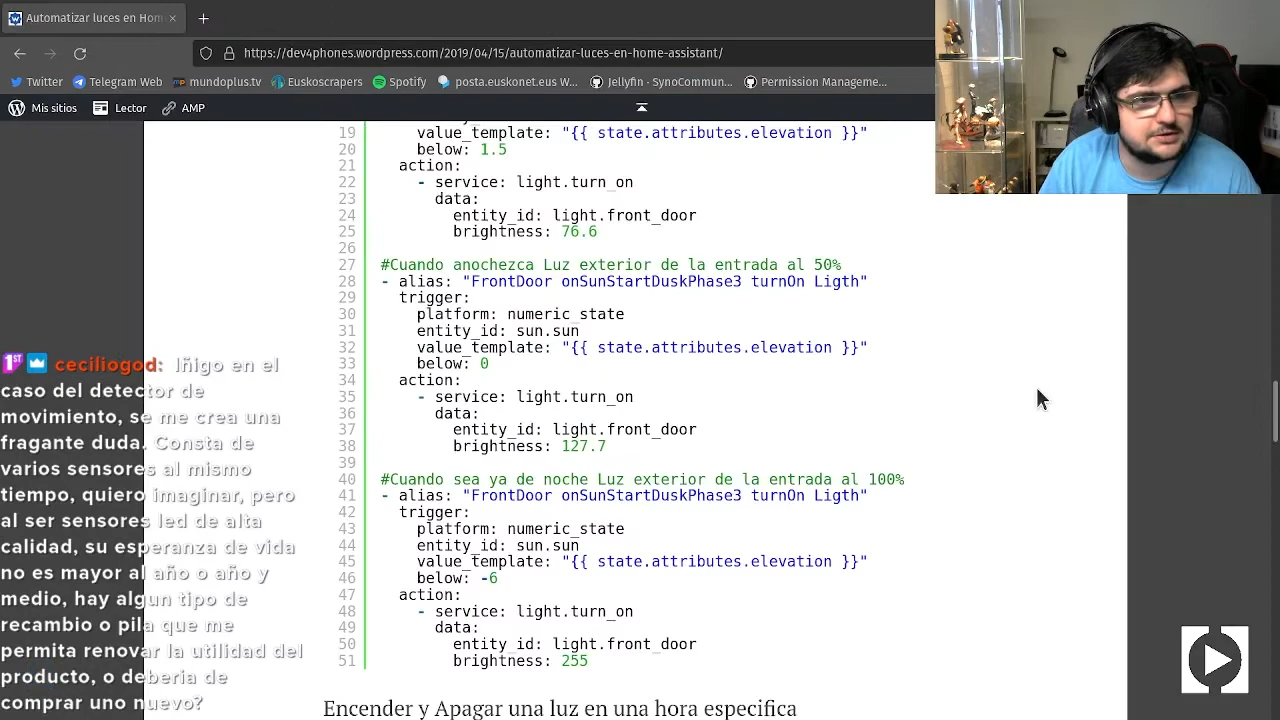 Automatizar luces en Hom
https://dev4phones.wordpress.com/2019/04/15/automatizar-luces-en-home-assistant/
Twitter
Telegram Web
mundoplus.tv
Euskoscrapers
Spotify
posta.euskonet.eus W...
Jellyfin - SynoCommun...
Permission Manageme...
Mis sitios
Lector
AMP
19 value_template: "{{ state.attributes.elevation }}"
20 below: 1.5
21 action:
22 - service: light.turn_on
23 data:
24 entity_id: light.front_door
25 brightness: 76.6
26
27 #Cuando anochezca Luz exterior de la entrada al 50%
28 - alias: "FrontDoor onSunStartDuskPhase3 turnOn Ligth"
29 trigger:
30 platform: numeric_state
31 entity_id: sun.sun
32 value_template: "{{ state.attributes.elevation }}"
33 below: 0
34 action:
35 - service: light.turn_on
36 data:
37 entity_id: light.front_door
38 brightness: 127.7
39
40 #Cuando sea ya de noche Luz exterior de la entrada al 100%
41 - alias: "FrontDoor onSunStartDuskPhase3 turnOn Ligth"
42 trigger:
43 platform: numeric_state
44 entity_id: sun.sun
45 value_template: "{{ state.attributes.elevation }}"
46 below: -6
47 action:
48 - service: light.turn_on
49 data:
50 entity_id: light.front_door
51 brightness: 255
Encender y Apagar una luz en una hora especifica
1ST ceciliogod: Iñigo en el
caso del detector de
movimiento, se me crea una
fragante duda. Consta de
varios sensores al mismo
tiempo, quiero imaginar, pero
al ser sensores led de alta
calidad, su esperanza de vida
no es mayor al año o año y
medio, hay algun tipo de
recambio o pila que me
permita renovar la utilidad del
producto, o deberia de
comprar uno nuevo?